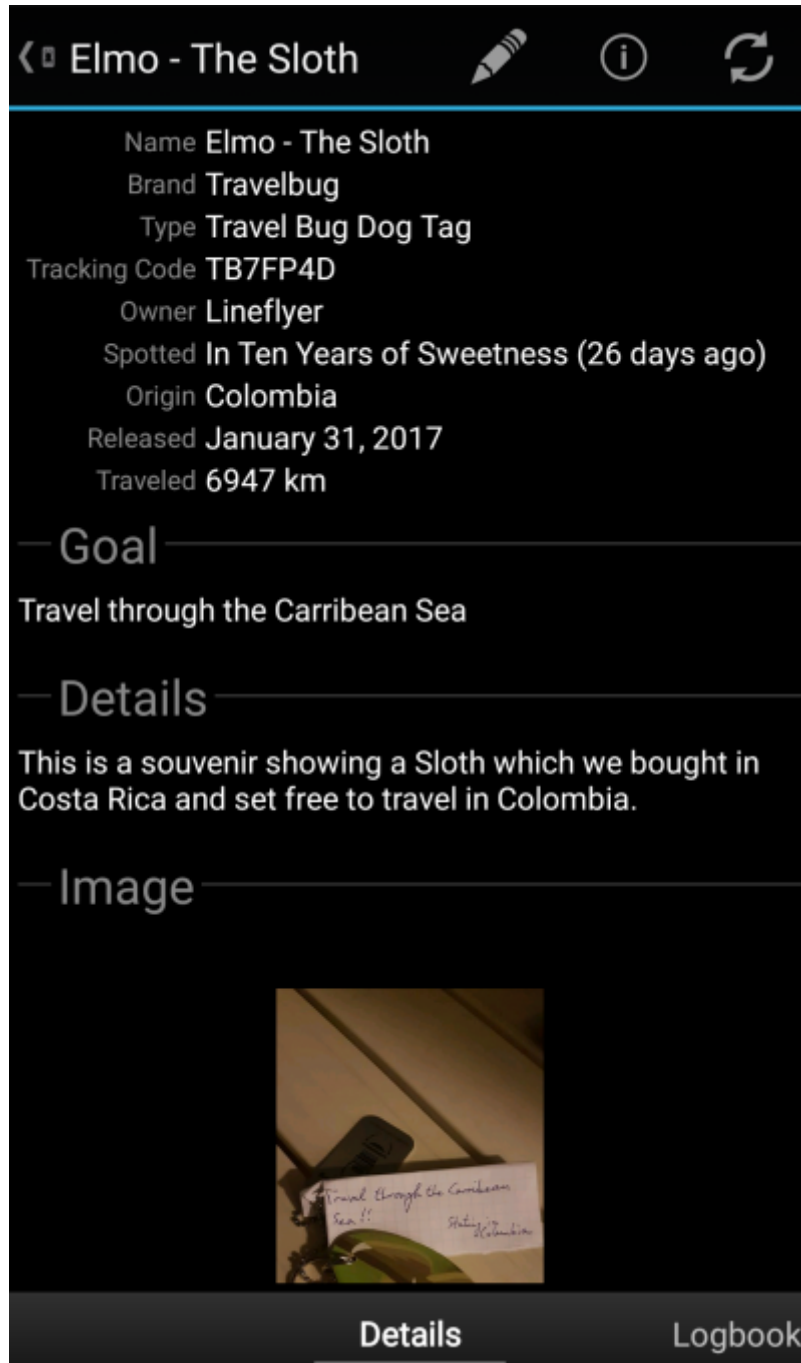 Elmo - The Sloth
Name Elmo - The Sloth
Brand Travelbug
Type Travel Bug Dog Tag
Tracking Code TB7FP4D
Owner Lineflyer
Spotted In Ten Years of Sweetness (26 days ago)
Origin Colombia
Released January 31, 2017
Traveled 6947 km
Goal
Travel through the Carribean Sea
Details
This is a souvenir showing a Sloth which we bought in
Costa Rica and set free to travel in Colombia.
Image
Travel through the Carribean
Sea!!
Colombia
Details Logbook